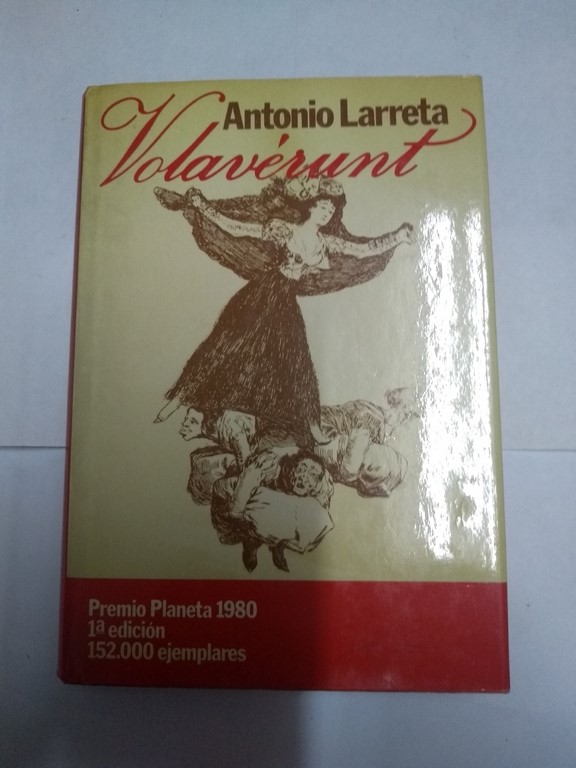 Antonio Larreta
Volavérunt
Premio Planeta 1980
1ª edición
152.000 ejemplares